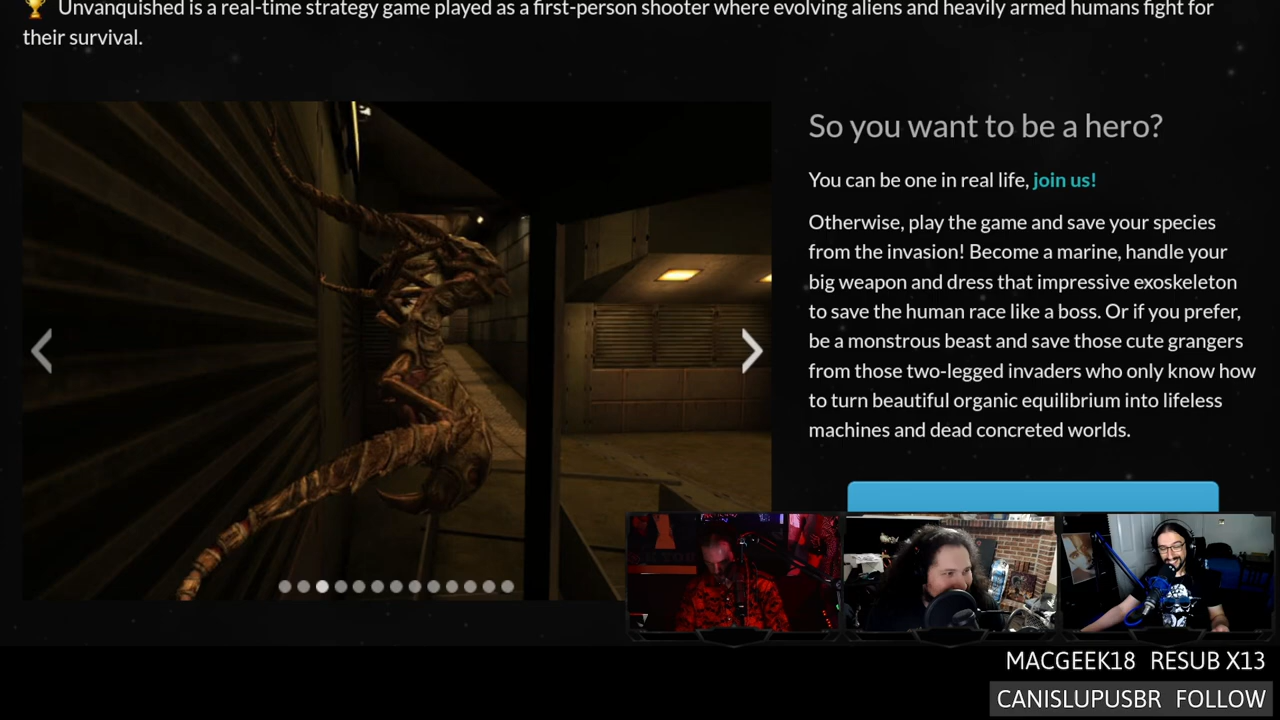 🏆 Unvanquished is a real-time strategy game played as a first-person shooter where evolving aliens and heavily armed humans fight for
their survival.
So you want to be a hero?
You can be one in real life, join us!
Otherwise, play the game and save your species
from the invasion! Become a marine, handle your
big weapon and dress that impressive exoskeleton
to save the human race like a boss. Or if you prefer,
be a monstrous beast and save those cute grangers
from those two-legged invaders who only know how
to turn beautiful organic equilibrium into lifeless
machines and dead concreted worlds.
MACGEEK18 RESUB X13
CANISLUPUSBR FOLLOW